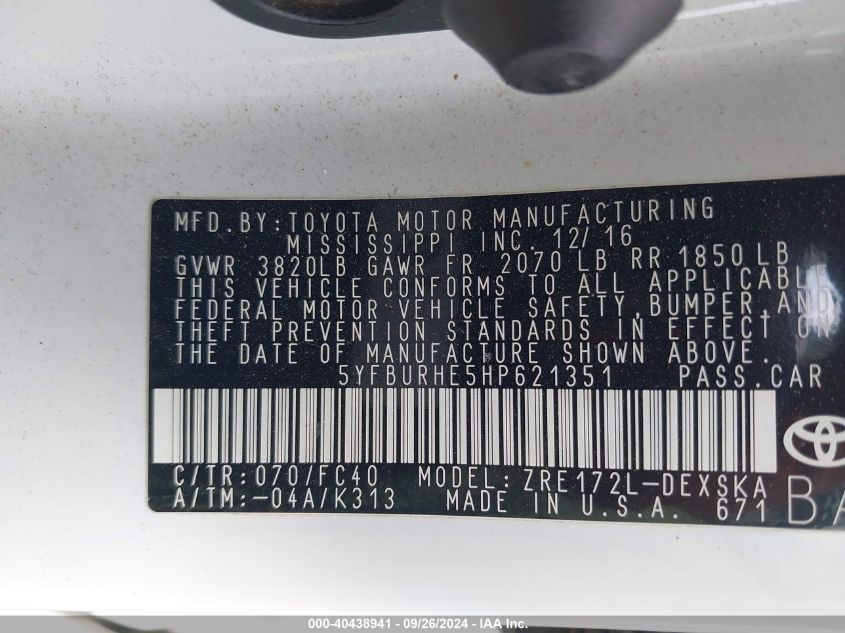 MFD.BY:TOYOTA MOTOR MANUFACTURING
MISSISSIPPI INC. 12/16
GVWR 3820LB GAWR FR 2070 LB RR 1850 LB
THIS VEHICLE CONFORMS TO ALL APPLICABLE
FEDERAL MOTOR VEHICLE SAFETY,BUMPER,AND
THEFT PREVENTION STANDARDS IN EFFECT ON
THE DATE OF MANUFACTURE SHOWN ABOVE.
5YFBURHE5HP621351 PASS.CAR
C/TR:070/FC40 MODEL:ZRE172L-DEXSKA
A/TM:-04A/K313 MADE IN U.S.A. 671
BA
000-40438941 - 09/26/2024 - IAA Inc.